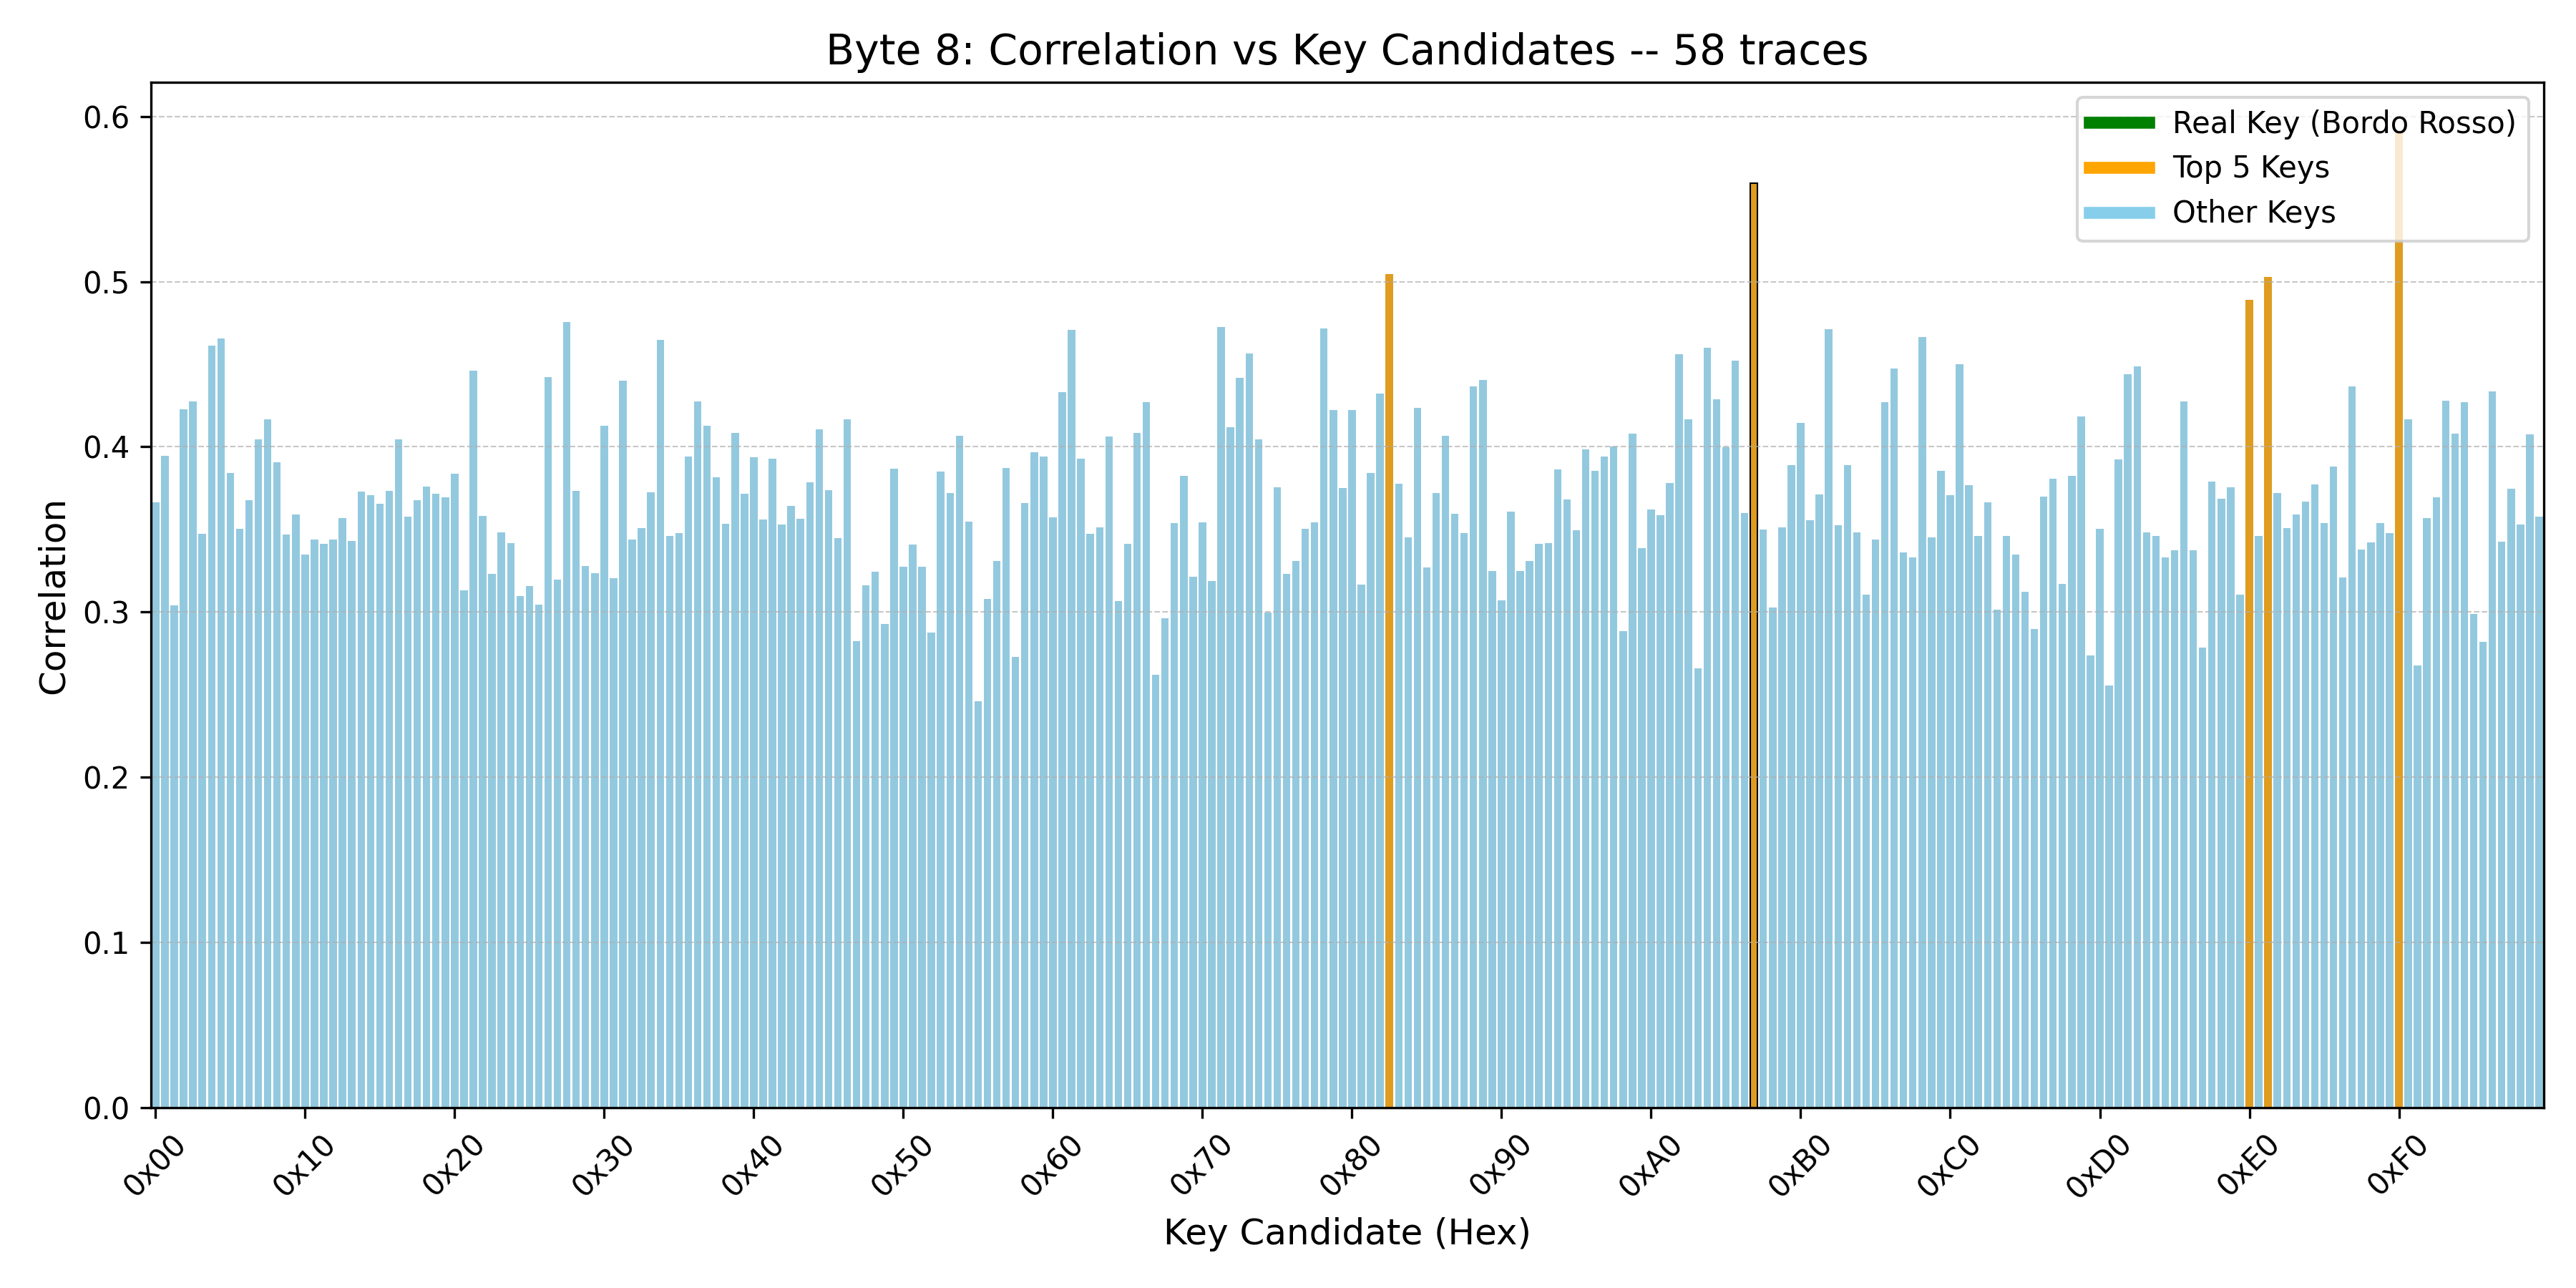 Byte 8: Correlation vs Key Candidates -- 58 traces
Real Key (Bordo Rosso)
Top 5 Keys
Other Keys
Correlation
0.6
0.5
0.4
0.3
0.2
0.1
0.0
0x00 0x10 0x20 0x30 0x40 0x50 0x60 0x70 0x80 0x90 0xA0 0xB0 0xC0 0xD0 0xE0 0xF0
Key Candidate (Hex)